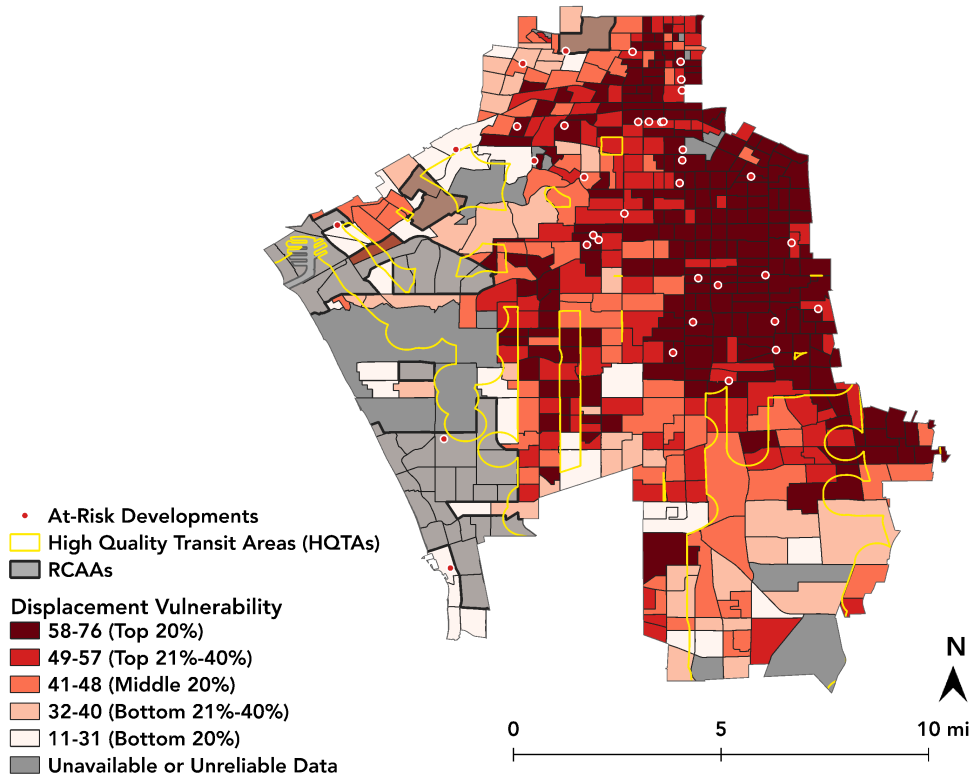 At-Risk Developments
High Quality Transit Areas (HQTAs)
RCAAs
Displacement Vulnerability
58-76 (Top 20%)
49-57 (Top 21%-40%)
41-48 (Middle 20%)
32-40 (Bottom 21%-40%)
11-31 (Bottom 20%)
Unavailable or Unreliable Data
N
0 5 10 mi